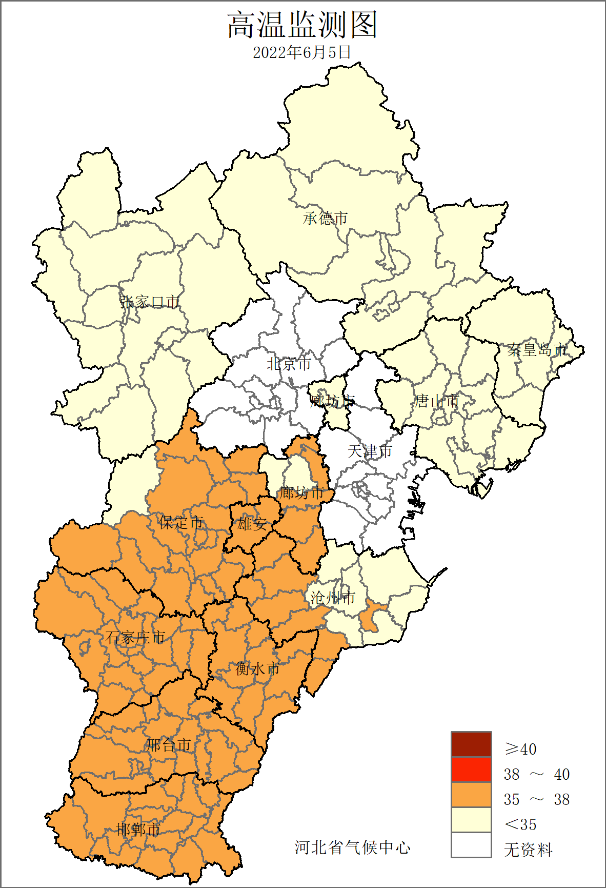 高温监测图
2022年6月5日
承德市
张家口市
秦皇岛市
北京市
廊坊市
唐山市
天津市
廊坊市
保定市
雄安
沧州市
石家庄市
衡水市
邢台市
邯郸市
≥40
38 ~ 40
35 ~ 38
<35
无资料
河北省气候中心